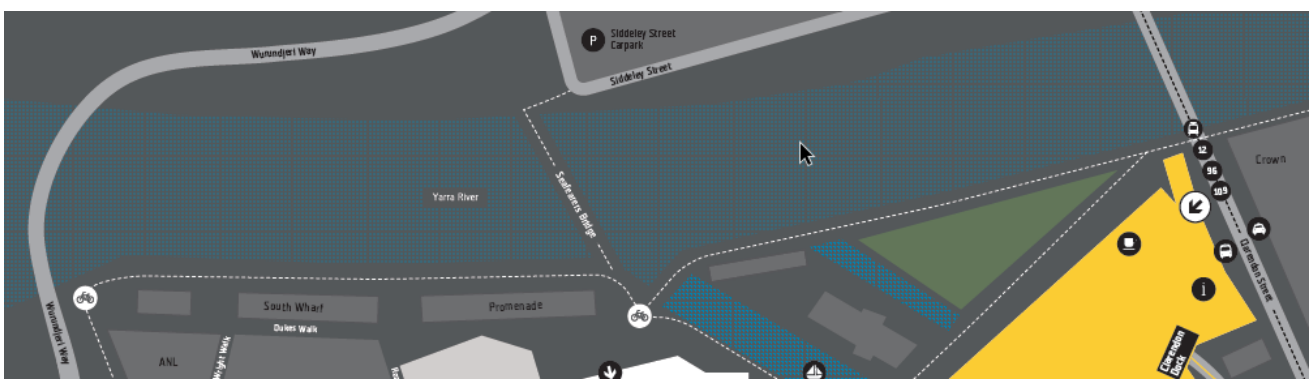 Wurundjeri Way
P
Siddeley Street
Carpark
Siddeley Street
12
96
109
Crown
Seafarers Bridge
Yarra River
Clarendon Street
i
South Wharf
Promenade
Dukes Walk
Wurundjeri Way
ANL
Wright Walk
Clarendon
Dock